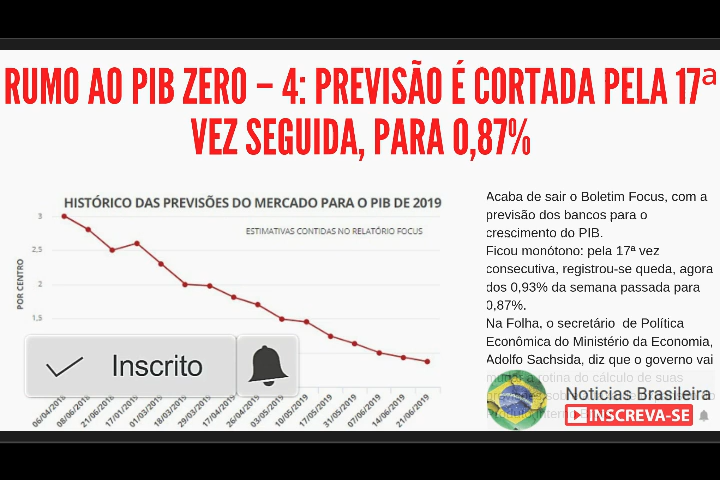 RUMO AO PIB ZERO – 4: PREVISÃO É CORTADA PELA 17ª
VEZ SEGUIDA, PARA 0,87%
HISTÓRICO DAS PREVISÕES DO MERCADO PARA O PIB DE 2019
ESTIMATIVAS CONTIDAS NO RELATÓRIO FOCUS
POR CENTRO
3
2,5
2
1,5
06/04/2018
08/06/2018
21/06/2018
17/01/2019
01/03/2019
18/03/2019
29/03/2019
17/04/2019
26/04/2019
03/05/2019
10/05/2019
17/05/2019
31/05/2019
07/06/2019
14/06/2019
21/06/2019
Acaba de sair o Boletim Focus, com a
previsão dos bancos para o
crescimento do PIB.
Ficou monótono: pela 17ª vez
consecutiva, registrou-se queda, agora
dos 0,93% da semana passada para
0,87%.
Na Folha, o secretário de Política
Econômica do Ministério da Economia,
Adolfo Sachsida, diz que o governo vai
mudar a rotina do cálculo de suas
Inscrito
Noticias Brasileira
INSCREVA-SE